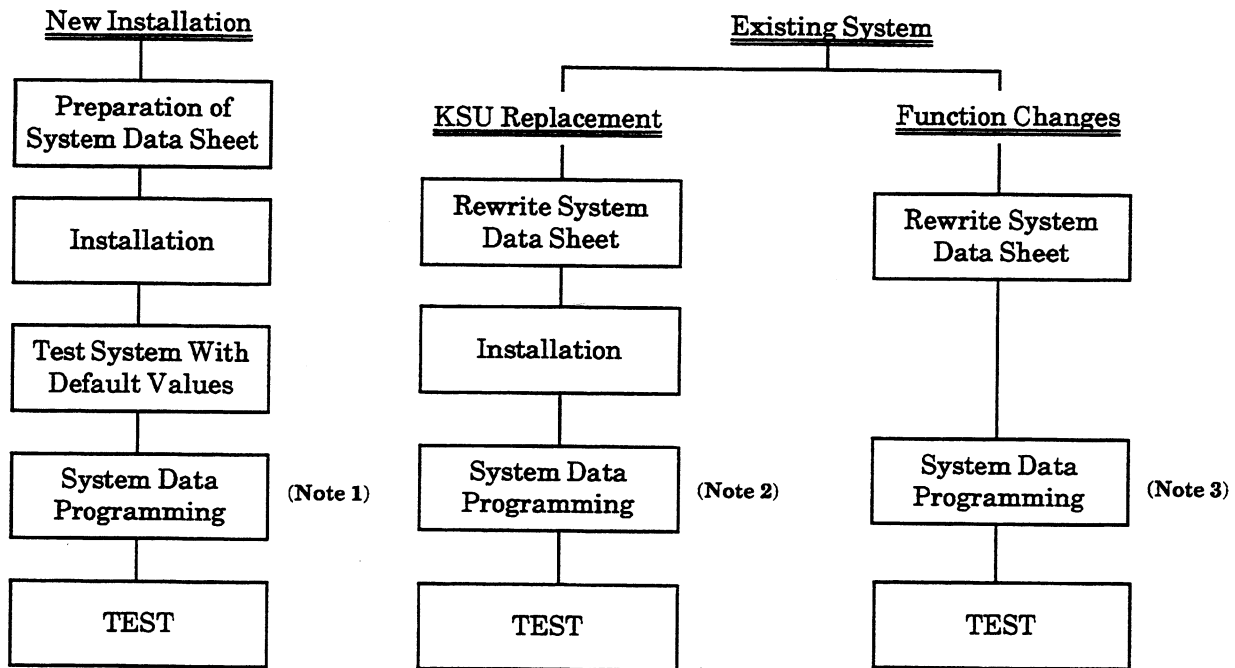 New Installation
Preparation of
System Data Sheet
Installation
Test System With
Default Values
System Data
Programming
(Note 1)
TEST
Existing System
KSU Replacement
Rewrite System
Data Sheet
Installation
System Data
Programming
(Note 2)
TEST
Function Changes
Rewrite System
Data Sheet
System Data
Programming
(Note 3)
TEST